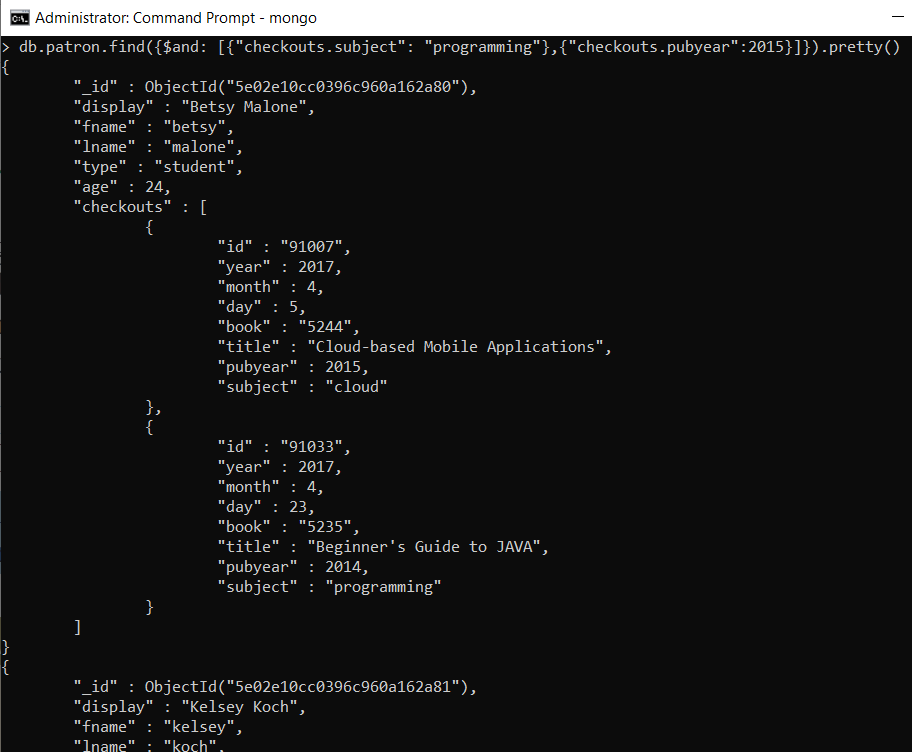 Administrator: Command Prompt - mongo
> db.patron.find({$and: [{"checkouts.subject": "programming"},{"checkouts.pubyear":2015}]}).pretty()
{
"_id" : ObjectId("5e02e10cc0396c960a162a80"),
"display" : "Betsy Malone",
"fname" : "betsy",
"lname" : "malone",
"type" : "student",
"age" : 24,
"checkouts" : [
{
"id" : "91007",
"year" : 2017,
"month" : 4,
"day" : 5,
"book" : "5244",
"title" : "Cloud-based Mobile Applications",
"pubyear" : 2015,
"subject" : "cloud"
},
{
"id" : "91033",
"year" : 2017,
"month" : 4,
"day" : 23,
"book" : "5235",
"title" : "Beginner's Guide to JAVA",
"pubyear" : 2014,
"subject" : "programming"
}
]
}
{
"_id" : ObjectId("5e02e10cc0396c960a162a81"),
"display" : "Kelsey Koch",
"fname" : "kelsey",
"lname" : "koch",